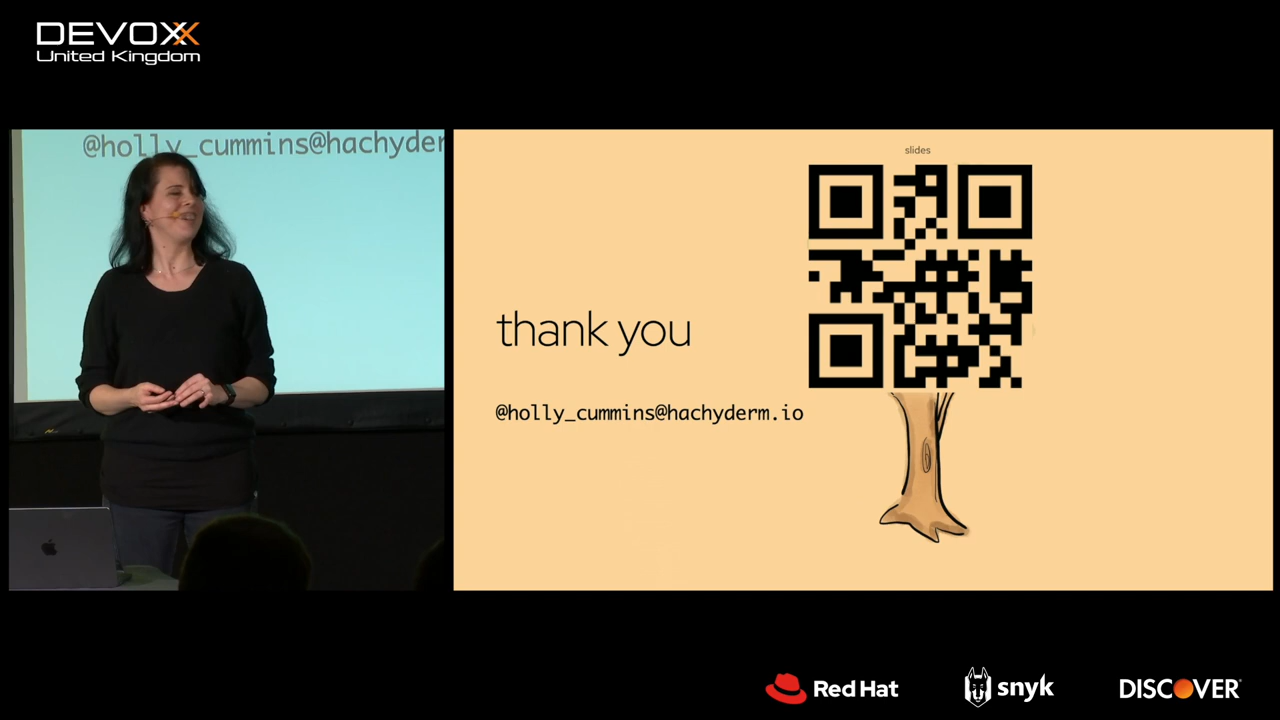 DEVOXX
United Kingdom
@holly_cummins@hachyder
slides
thank you
@holly_cummins@hachyderm.io
Red Hat
snyk
DISCOVER